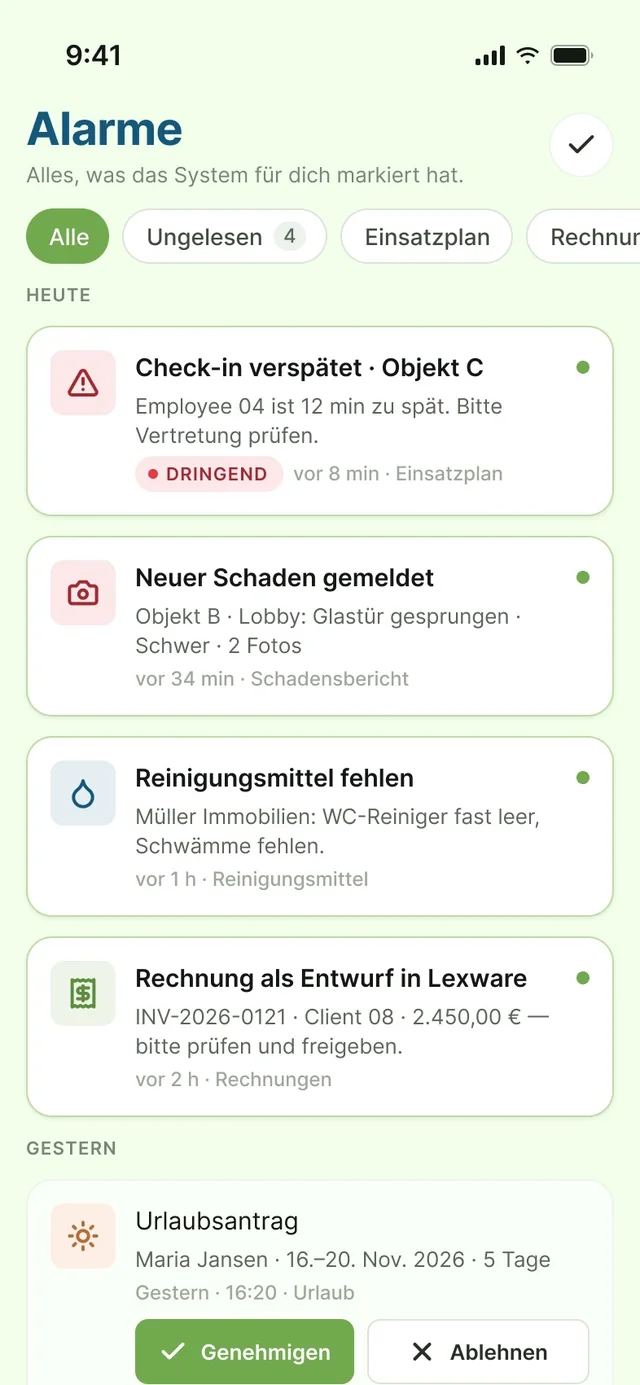 9:41
Alarme
Alles, was das System für dich markiert hat.
Alle
Ungelesen 4
Einsatzplan
Rechnur
HEUTE
Check-in verspätet · Objekt C
Employee 04 ist 12 min zu spät. Bitte
Vertretung prüfen.
DRINGEND vor 8 min · Einsatzplan
Neuer Schaden gemeldet
Objekt B · Lobby: Glastür gesprungen ·
Schwer · 2 Fotos
vor 34 min · Schadensbericht
Reinigungsmittel fehlen
Müller Immobilien: WC-Reiniger fast leer,
Schwämme fehlen.
vor 1 h · Reinigungsmittel
Rechnung als Entwurf in Lexware
INV-2026-0121 · Client 08 · 2.450,00 € —
bitte prüfen und freigeben.
vor 2 h · Rechnungen
GESTERN
Urlaubsantrag
Maria Jansen · 16.–20. Nov. 2026 · 5 Tage
Gestern · 16:20 · Urlaub
Genehmigen
Ablehnen